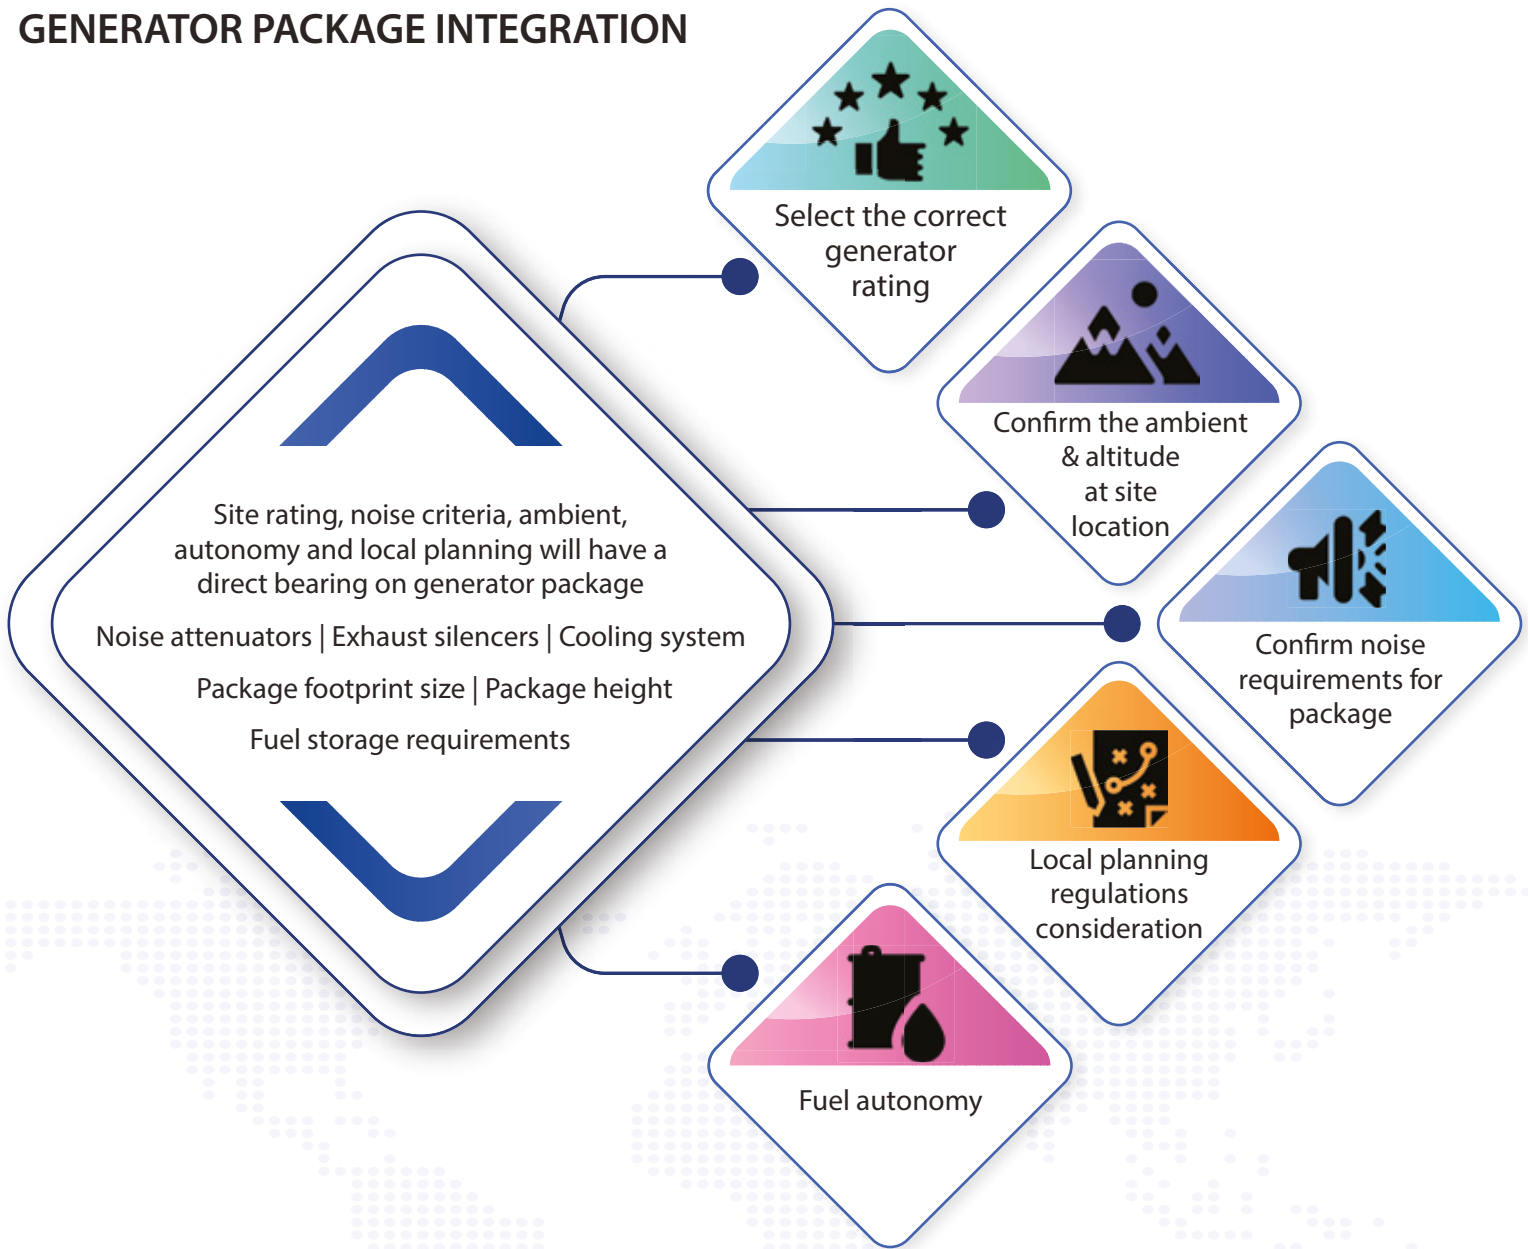 GENERATOR PACKAGE INTEGRATION
Select the correct
generator
rating
Confirm the ambient
& altitude
at site
location
Site rating, noise criteria, ambient,
autonomy and local planning will have a
direct bearing on generator package
Noise attenuators | Exhaust silencers | Cooling system
Package footprint size | Package height
Fuel storage requirements
Confirm noise
requirements for
package
Local planning
regulations
consideration
Fuel autonomy